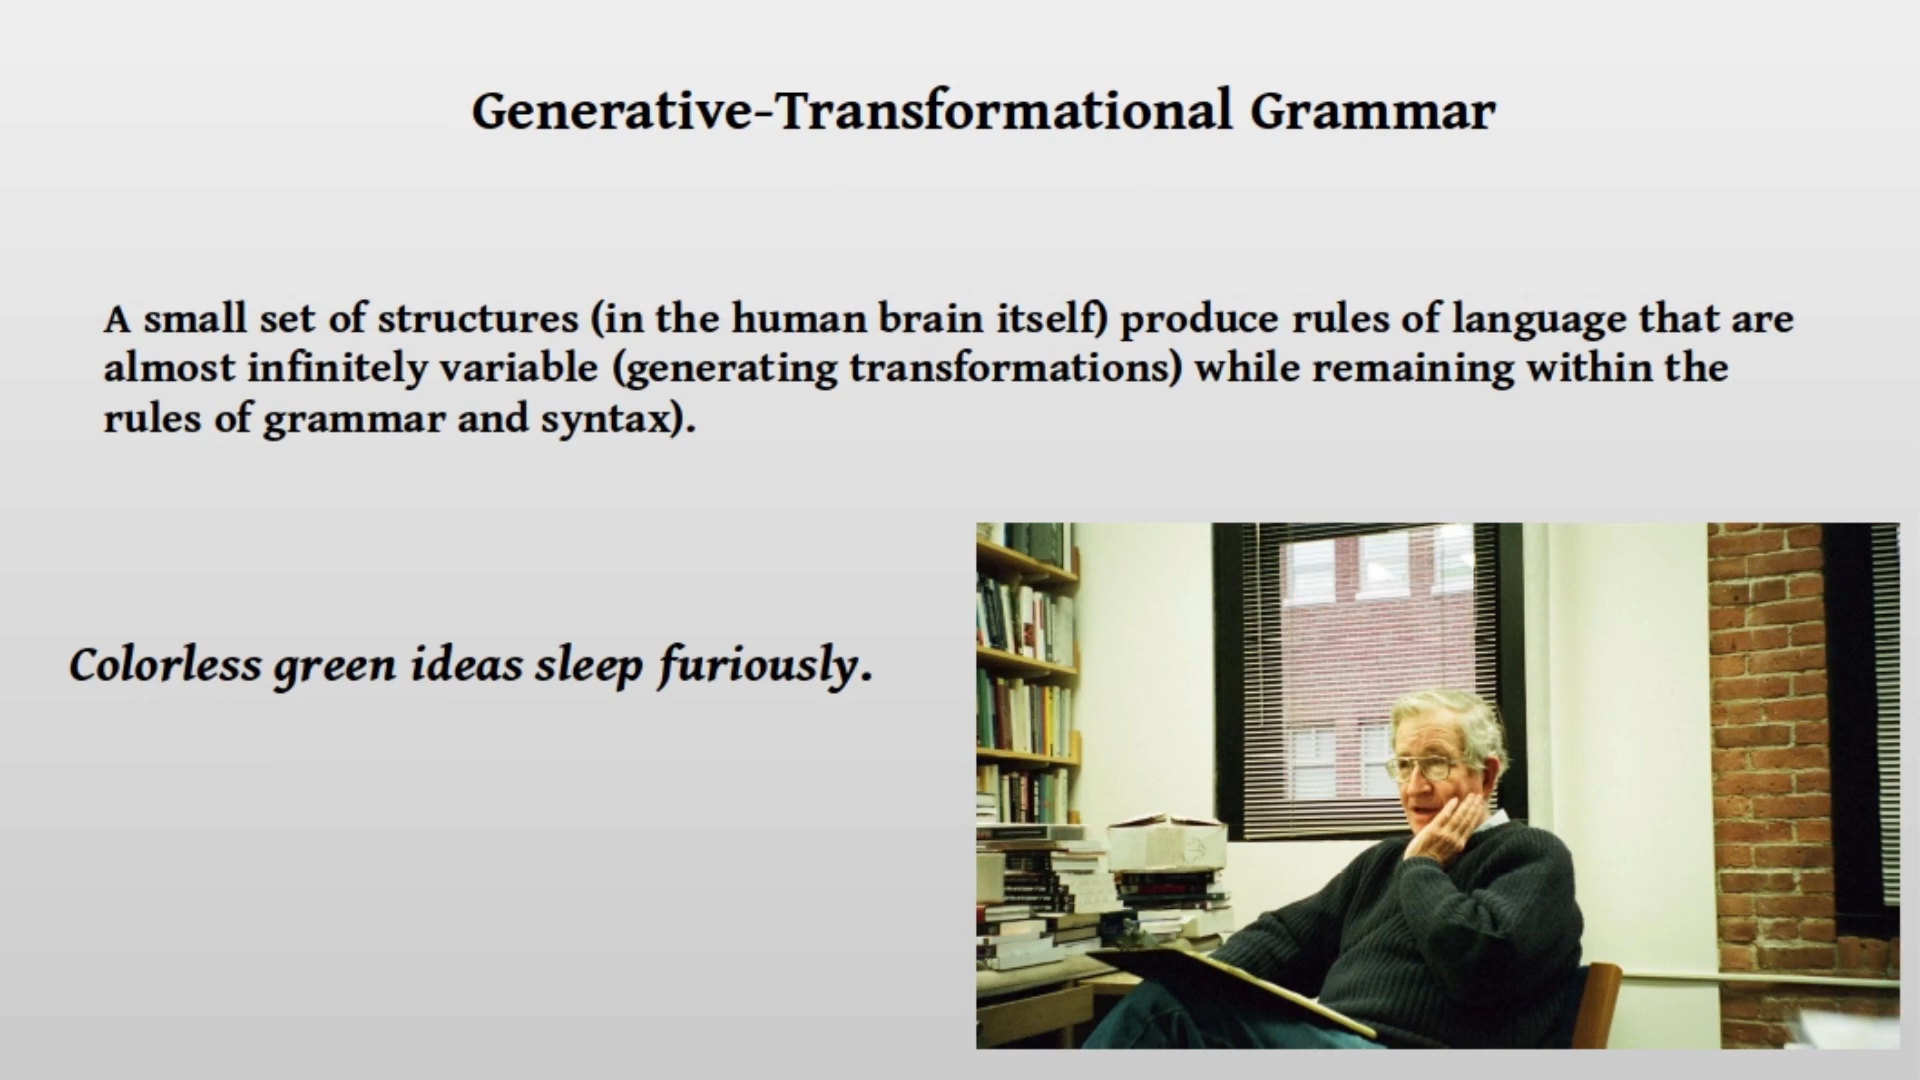 Generative-Transformational Grammar
A small set of structures (in the human brain itself) produce rules of language that are
almost infinitely variable (generating transformations) while remaining within the
rules of grammar and syntax).
Colorless green ideas sleep furiously.